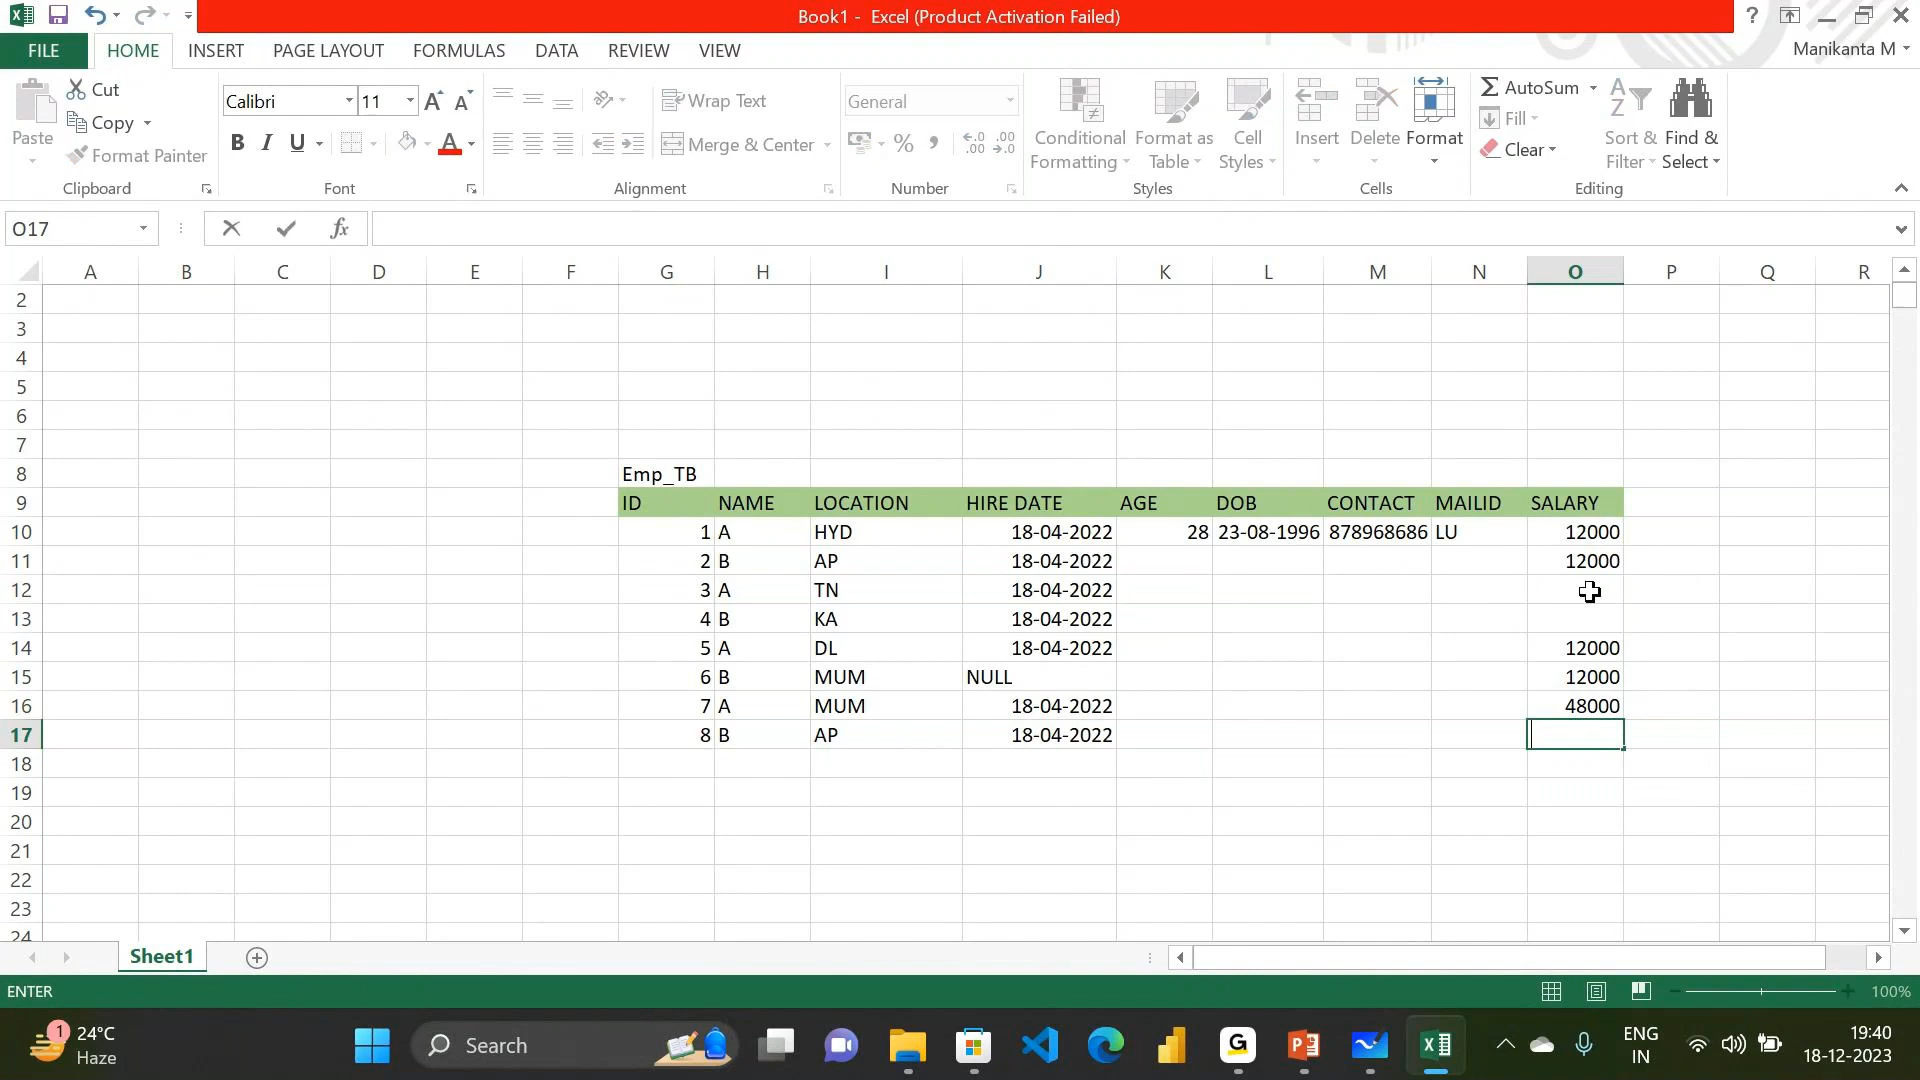 Book1 - Excel (Product Activation Failed)
?
FILE HOME INSERT PAGE LAYOUT FORMULAS DATA REVIEW VIEW Manikanta M
Paste Cut Copy Format Painter
Calibri 11 A A
B I U A
Wrap Text
Merge & Center
General
% , .0 .00 .00 .0
Conditional Formatting Format as Table Cell Styles Insert Delete Format
AutoSum Fill Clear
Sort & Filter Find & Select
Clipboard Font Alignment Number Styles Cells Editing
O17 fx
A B C D E F G H I J K L M N O P Q R
2
3
4
5
6
7
8 Emp_TB
9 ID NAME LOCATION HIRE DATE AGE DOB CONTACT MAILID SALARY
10 1 A HYD 18-04-2022 28 23-08-1996 878968686 LU 12000
11 2 B AP 18-04-2022 12000
12 3 A TN 18-04-2022
13 4 B KA 18-04-2022
14 5 A DL 18-04-2022 12000
15 6 B MUM NULL 12000
16 7 A MUM 18-04-2022 48000
17 8 B AP 18-04-2022
18
19
20
21
22
23
24
Sheet1
ENTER 100%
1 24°C Haze
Search
ENG IN
19:40
18-12-2023